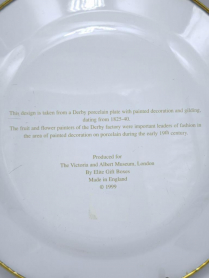 This design is taken from a Derby porcelain plate with painted decoration and gilding,
dating from 1825-40.
The fruit and flower painters of the Derby factory were important leaders of fashion in
the area of painted decoration on porcelain during the early 19th century.
Produced for
The Victoria and Albert Museum, London
By Elite Gift Boxes
Made in England
© 1998